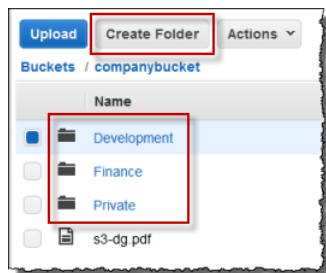 Upload Create Folder Actions
Buckets / companybucket
Name
Development
Finance
Private
s3-dg.pdf